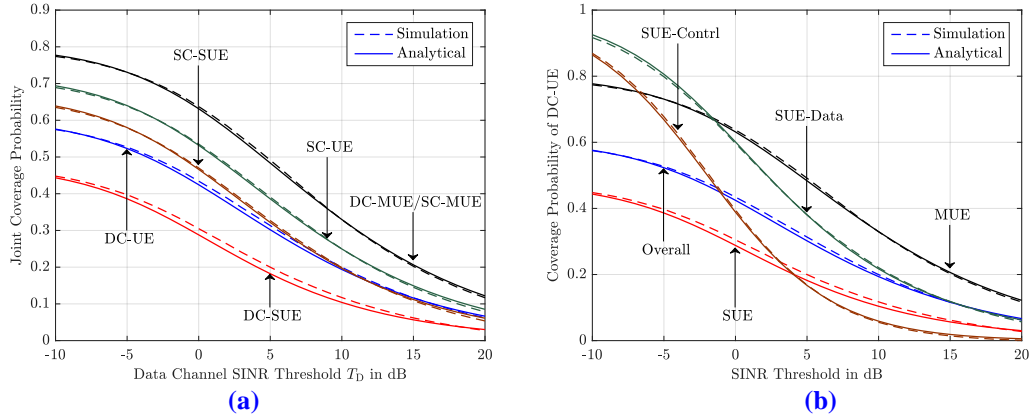 Joint Coverage Probability
0.9
0.8
0.7
0.6
0.5
0.4
0.3
0.2
0.1
0
-10
-5
0
5
10
15
20
Data Channel SINR Threshold T_D in dB
Simulation
Analytical
SC-SUE
SC-UE
DC-MUE/SC-MUE
DC-UE
DC-SUE
(a)
Coverage Probability of DC-UE
1
0.8
0.6
0.4
0.2
0
-10
-5
0
5
10
15
20
SINR Threshold in dB
Simulation
Analytical
SUE-Contrl
SUE-Data
MUE
Overall
SUE
(b)